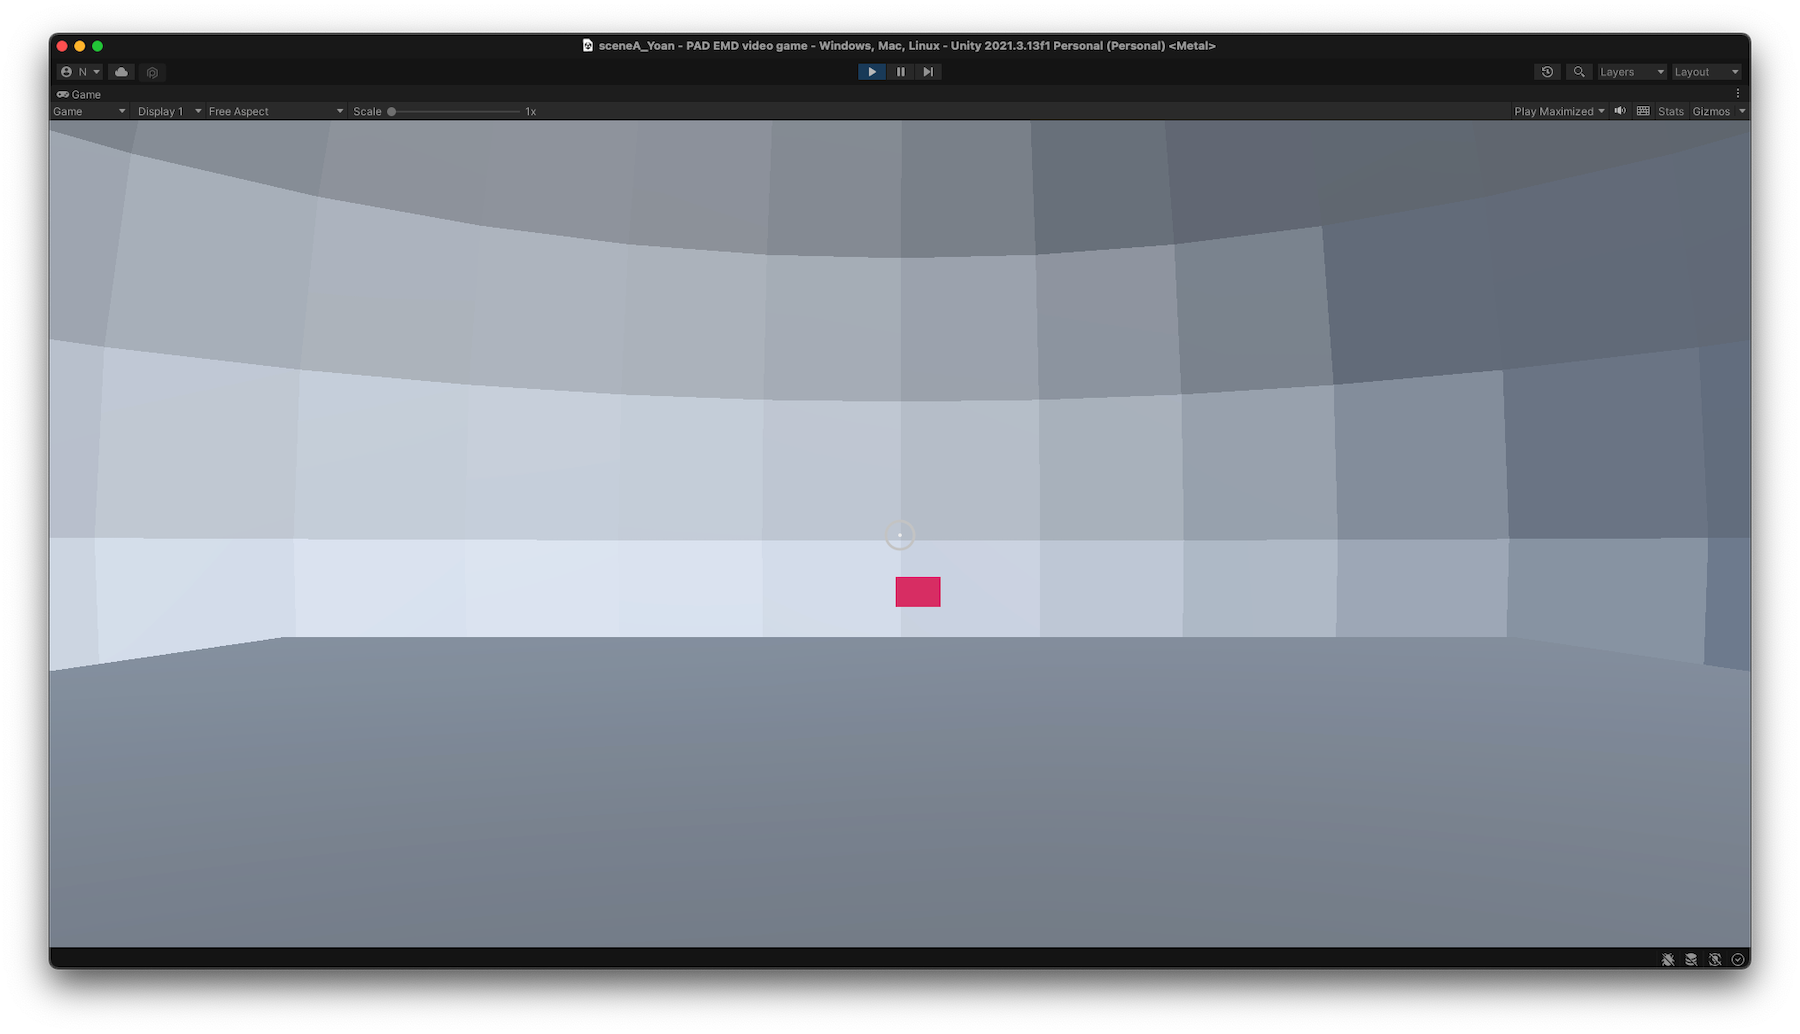 sceneA_Yoan - PAD EMD video game - Windows, Mac, Linux - Unity 2021.3.13f1 Personal (Personal) <Metal>
N Layers Layout
Game
Game Display 1 Free Aspect Scale 1x Play Maximized Stats Gizmos